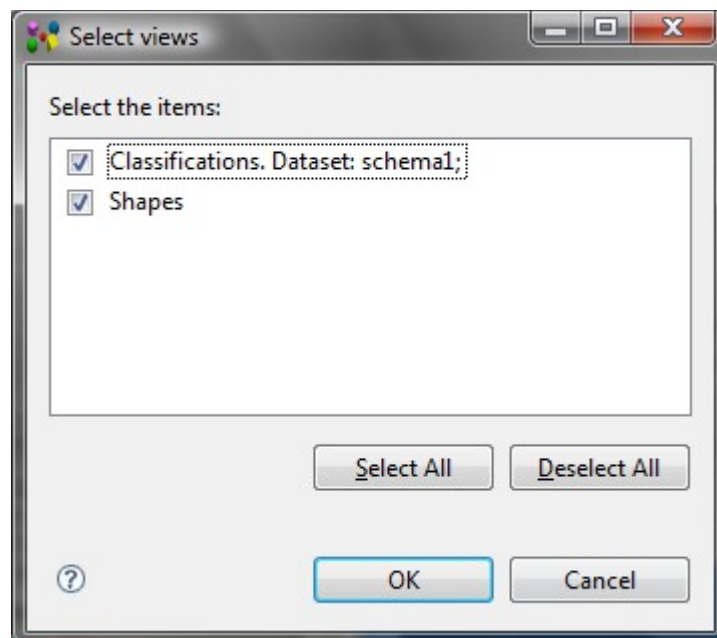 Select views
Select the items:
Classifications. Dataset: schema1;
Shapes
Select All Deselect All
? OK Cancel